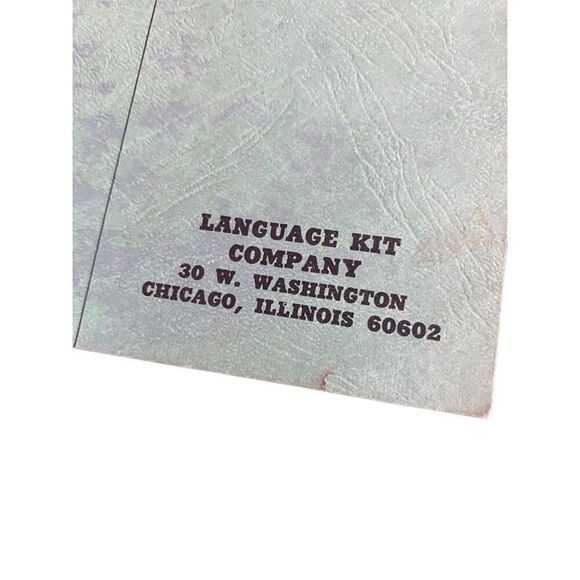 LANGUAGE KIT
COMPANY
30 W. WASHINGTON
CHICAGO, ILLINOIS 60602